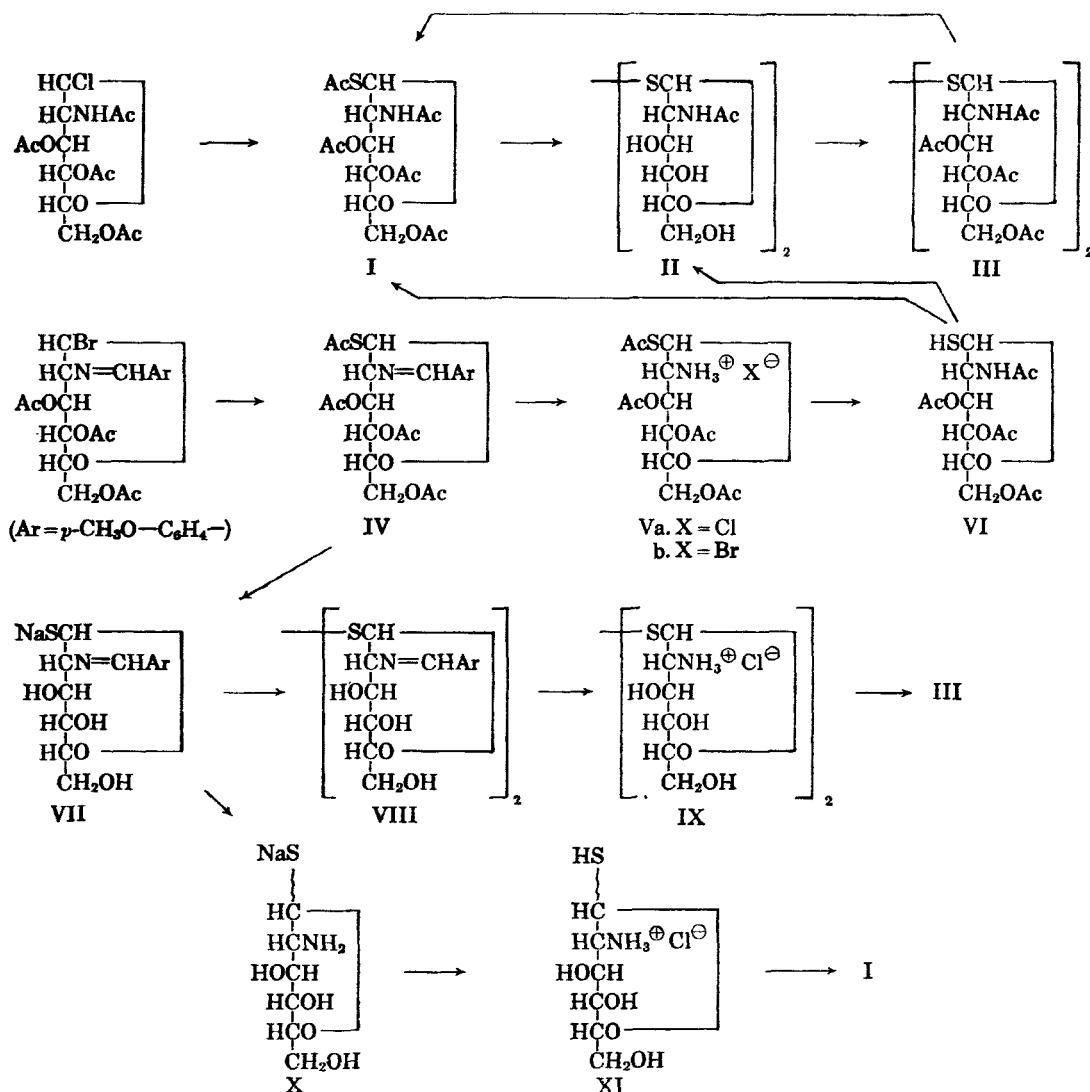 HCCl AcSCH SCH SCH
HCNHAc HCNHAc HCNHAc HCNHAc
AcOCH AcOCH HOCH AcOCH
HCOAc HCOAc HCOH HCOAc
HCO HCO HCO HCO
CH₂OAc CH₂OAc CH₂OH CH₂OAc
2 2
I II III
HCBr AcSCH AcSCH HSCH
HCN=CHAr HCN=CHAr HCNH₃⊕ X⊖ HCNHAc
AcOCH AcOCH AcOCH AcOCH
HCOAc HCOAc HCOAc HCOAc
HCO HCO HCO HCO
CH₂OAc CH₂OAc CH₂OAc CH₂OAc
(Ar=p-CH₃O—C₆H₄—) IV Va. X=Cl VI
b. X=Br
NaSCH SCH SCH
HCN=CHAr HCN=CHAr HCNH₃⊕ Cl⊖
HOCH HOCH HOCH III
HCOH HCOH HCOH
HCO HCO HCO
CH₂OH CH₂OH CH₂OH
2 2
VII VIII IX
NaS HS
HC HC
HCNH₂ HCNH₃⊕ Cl⊖
HOCH HOCH I
HCOH HCOH
HCO HCO
CH₂OH CH₂OH
X XI